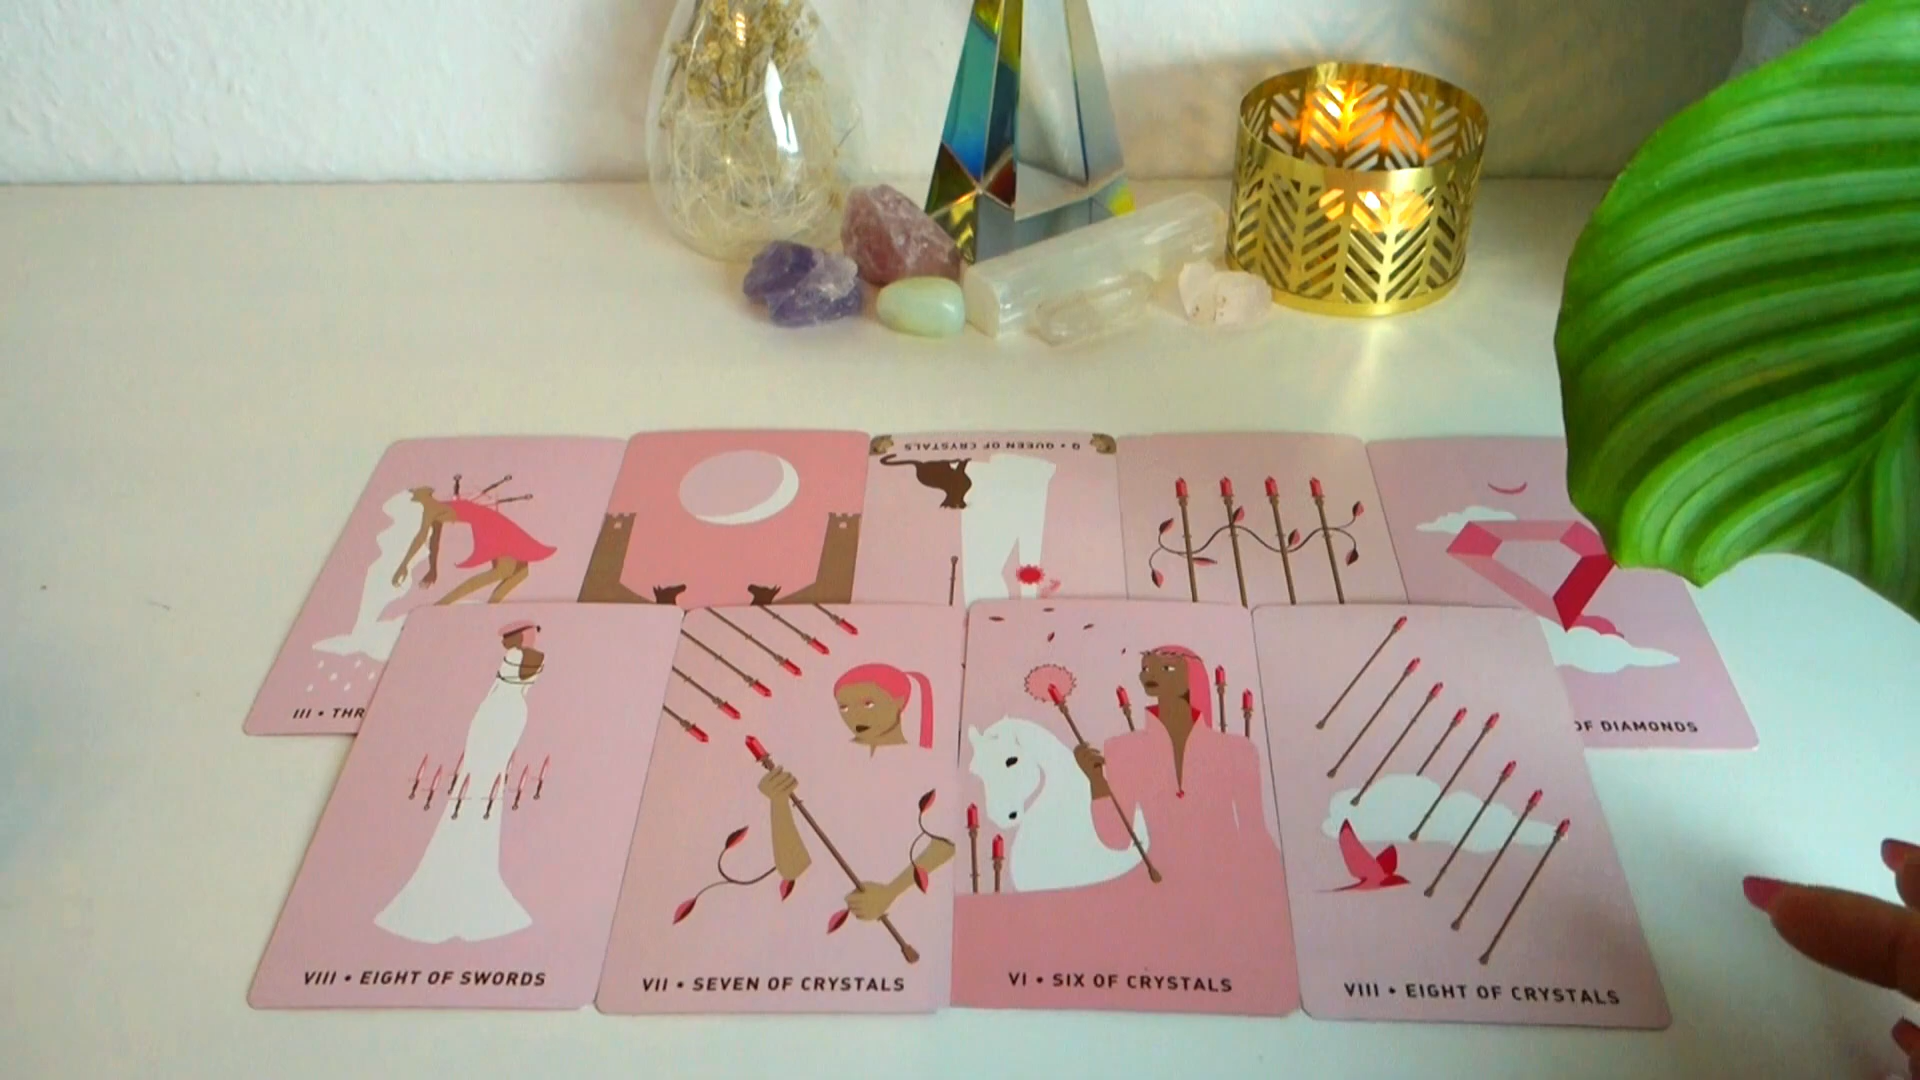 Q • QUEEN OF CRYSTALS
III • THR
OF DIAMONDS
VIII • EIGHT OF SWORDS
VII • SEVEN OF CRYSTALS
VI • SIX OF CRYSTALS
VIII • EIGHT OF CRYSTALS